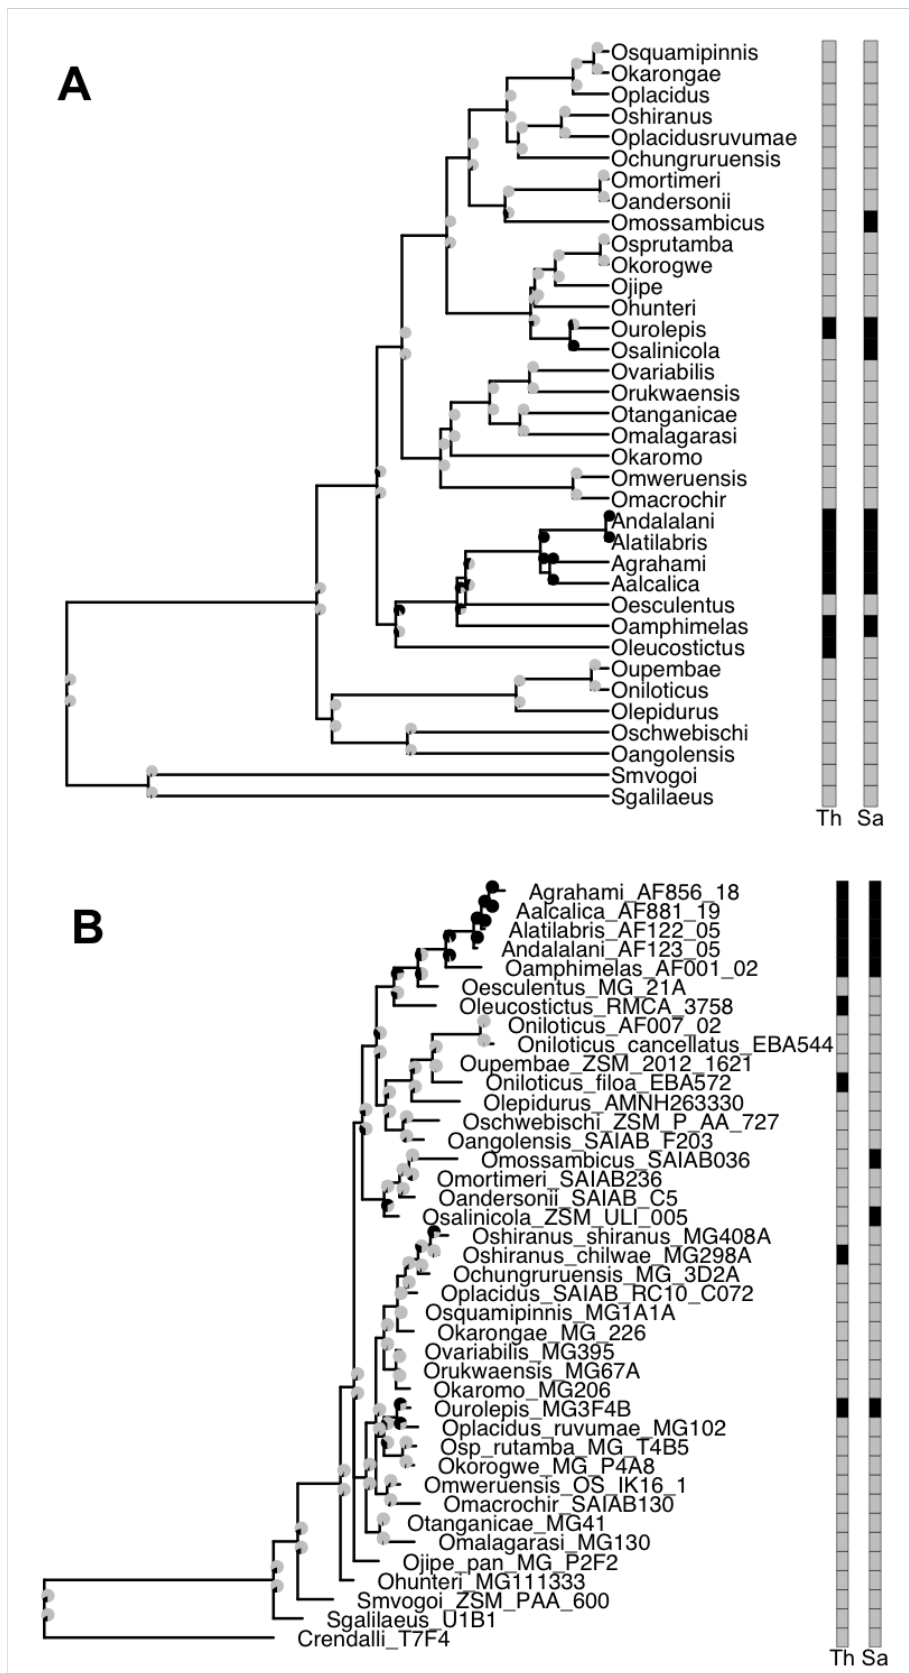 A
Osquamipinnis
Okarongae
Oplacidus
Oshiranus
Oplacidusruvumae
Ochungruruensis
Omortimeri
Oandersonii
Omossambicus
Osprutamba
Okorogwe
Ojipe
Ohunteri
Ourolepis
Osalinicola
Ovariabilis
Orukwaensis
Otanganicae
Omalagarasi
Okaromo
Omweruensis
Omacrochir
Andalalani
Alatilabris
Agrahami
Aalcalica
Oesculentus
Oamphimelas
Oleucostictus
Oupembae
Oniloticus
Olepidurus
Oschwebischi
Oangolensis
Smvogoi
Sgalilaeus
Th Sa
B
Agrahami_AF856_18
Aalcalica_AF881_19
Alatilabris_AF122_05
Andalalani_AF123_05
Oamphimelas_AF001_02
Oesculentus_MG_21A
Oleucostictus_RMCA_3758
Oniloticus_AF007_02
Oniloticus_cancellatus_EBA544
Oupembae_ZSM_2012_1621
Oniloticus_filoa_EBA572
Olepidurus_AMNH263330
Oschwebischi_ZSM_P_AA_727
Oangolensis_SAIAB_F203
Omossambicus_SAIAB036
Omortimeri_SAIAB236
Oandersonii_SAIAB_C5
Osalinicola_ZSM_ULI_005
Oshiranus_shiranus_MG408A
Oshiranus_chilwae_MG298A
Ochungruruensis_MG_3D2A
Oplacidus_SAIAB_RC10_C072
Osquamipinnis_MG1A1A
Okarongae_MG_226
Ovariabilis_MG395
Orukwaensis_MG67A
Okaromo_MG206
Ourolepis_MG3F4B
Oplacidus_ruvumae_MG102
Osp_rutamba_MG_T4B5
Okorogwe_MG_P4A8
Omweruensis_OS_IK16_1
Omacrochir_SAIAB130
Otanganicae_MG41
Omalagarasi_MG130
Ojipe_pan_MG_P2F2
Ohunteri_MG111333
Smvogoi_ZSM_PAA_600
Sgalilaeus_U1B1
Crendalli_T7F4
Th Sa